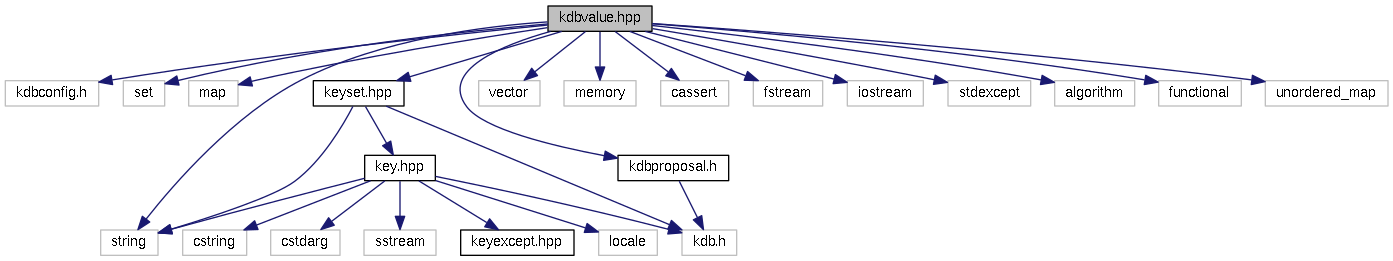 kdbvalue.hpp
kdbconfig.h
set
map
keyset.hpp
vector
memory
cassert
fstream
iostream
stdexcept
algorithm
functional
unordered_map
key.hpp
kdbproposal.h
string
cstring
cstdarg
sstream
keyexcept.hpp
locale
kdb.h